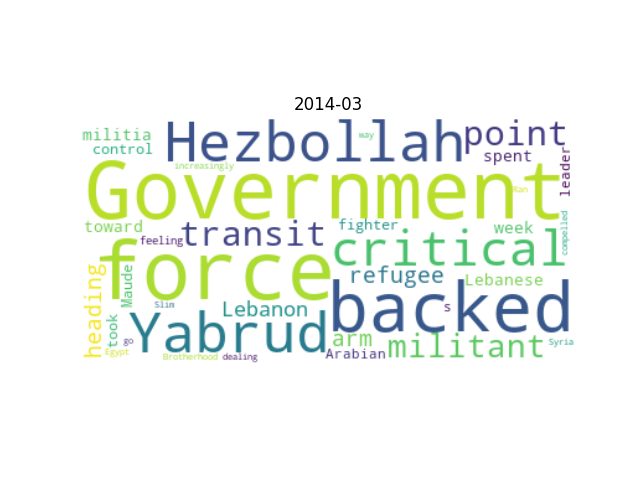 2014-03
militia Hezbollah way point
control increasingly spent leader
Government Man
toward feeling transit fighter week compelled
force critical
heading Maude refugee Lebanese
Slim Lebanon backed s
took go Yabrud arm militant Syria
Egypt Brotherhood dealing Arabian